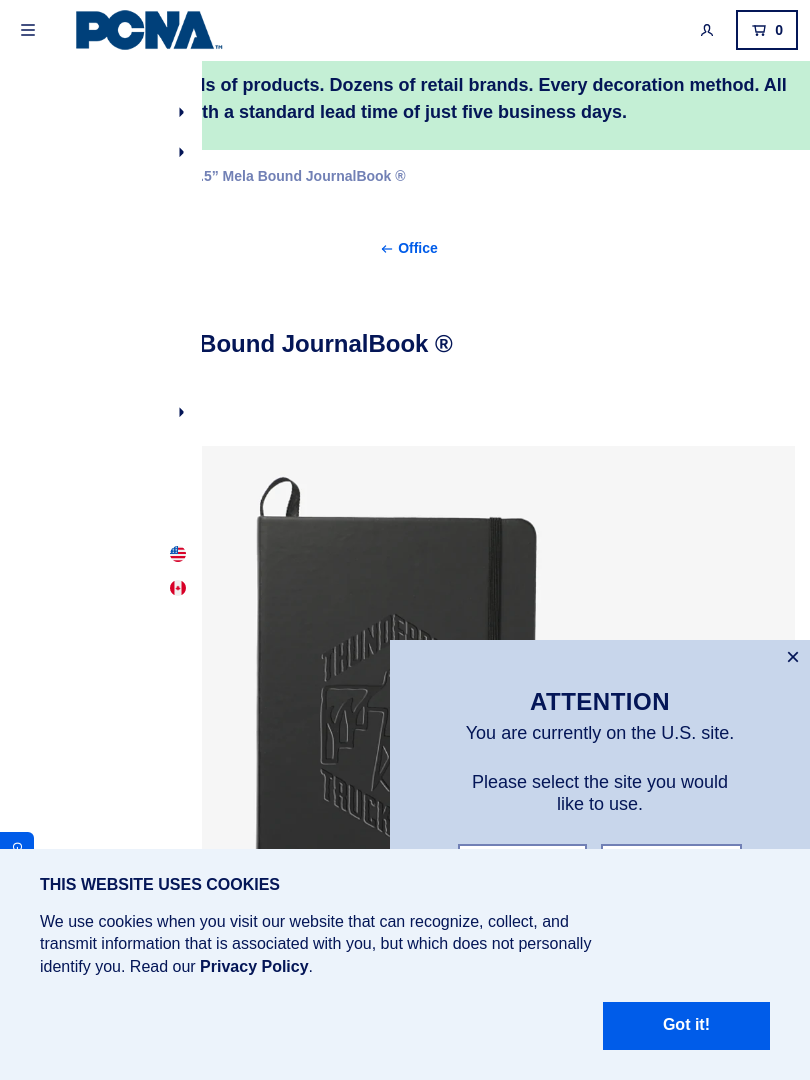 PCNA™
0
of products. Dozens of retail brands. Every decoration method. All
a standard lead time of just five business days.
Mela Bound JournalBook ®
Office
Bound JournalBook ®
ATTENTION
You are currently on the U.S. site.
Please select the site you would
like to use.
THIS WEBSITE USES COOKIES
We use cookies when you visit our website that can recognize, collect, and
transmit information that is associated with you, but which does not personally
identify you. Read our Privacy Policy.
Got it!